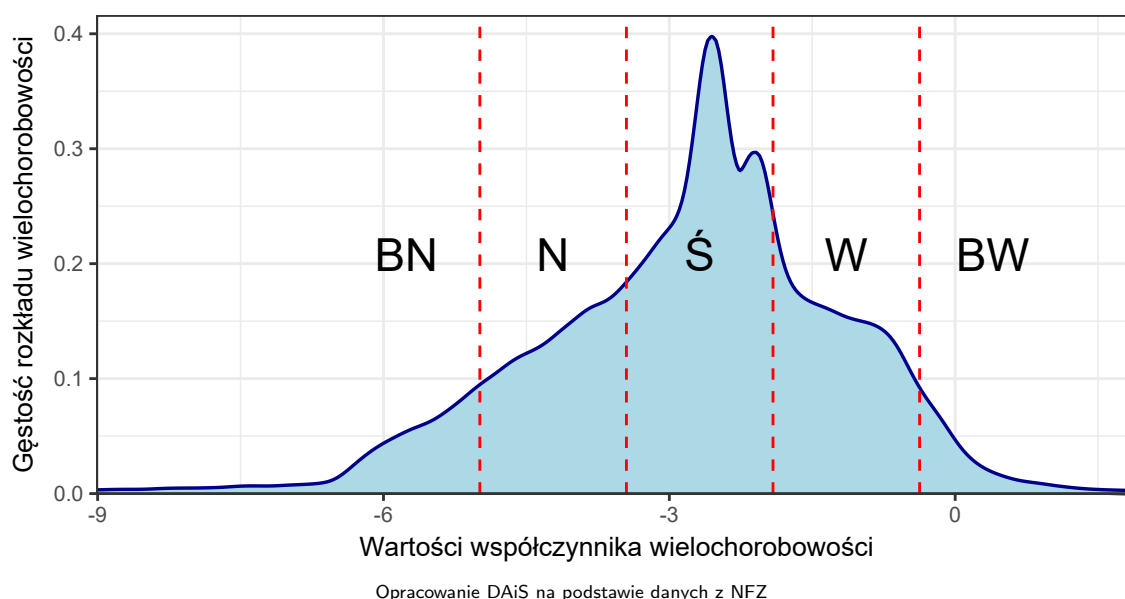 Gęstość rozkładu wielochorobowości
0.4
0.3
0.2
0.1
0.0
BN N Ś W BW
-9 -6 -3 0
Wartości współczynnika wielochorobowości
Opracowanie DAiS na podstawie danych z NFZ